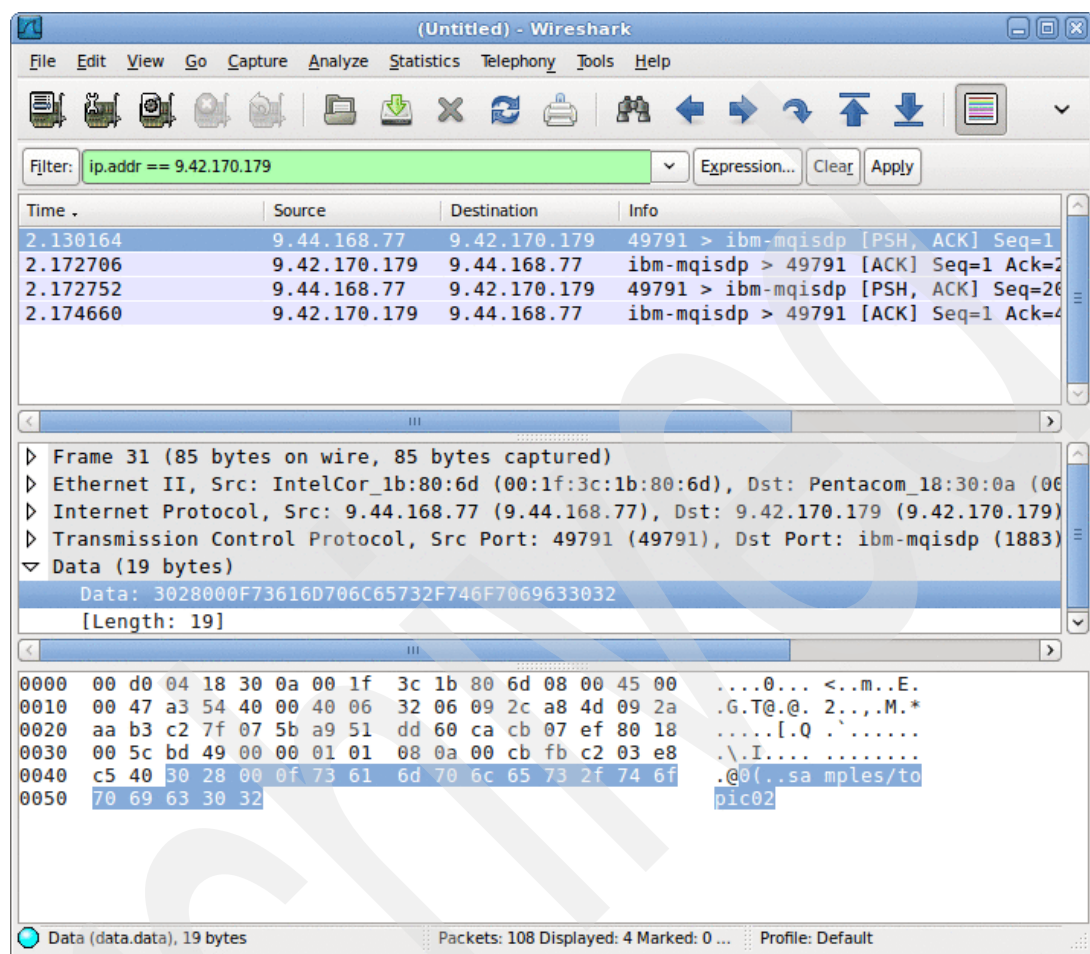 (Untitled) - Wireshark
File Edit View Go Capture Analyze Statistics Telephony Tools Help
Filter: ip.addr == 9.42.170.179 Expression... Clear Apply
Time Source Destination Info
2.130164 9.44.168.77 9.42.170.179 49791 > ibm-mqisdp [PSH, ACK] Seq=1
2.172706 9.42.170.179 9.44.168.77 ibm-mqisdp > 49791 [ACK] Seq=1 Ack=2
2.172752 9.44.168.77 9.42.170.179 49791 > ibm-mqisdp [PSH, ACK] Seq=20
2.174660 9.42.170.179 9.44.168.77 ibm-mqisdp > 49791 [ACK] Seq=1 Ack=4
Frame 31 (85 bytes on wire, 85 bytes captured)
Ethernet II, Src: IntelCor_1b:80:6d (00:1f:3c:1b:80:6d), Dst: Pentacom_18:30:0a (00
Internet Protocol, Src: 9.44.168.77 (9.44.168.77), Dst: 9.42.170.179 (9.42.170.179)
Transmission Control Protocol, Src Port: 49791 (49791), Dst Port: ibm-mqisdp (1883)
Data (19 bytes)
Data: 3028000F73616D706C65732F746F7069633032
[Length: 19]
0000 00 d0 04 18 30 0a 00 1f 3c 1b 80 6d 08 00 45 00 ....0... <..m..E.
0010 00 47 a3 54 40 00 40 06 32 06 09 2c a8 4d 09 2a .G.T@.@. 2..,.M.*
0020 aa b3 c2 7f 07 5b a9 51 dd 60 ca cb 07 ef 80 18 .....[.Q .`......
0030 00 5c bd 49 00 00 01 01 08 0a 00 cb fb c2 03 e8 .\.I.... ........
0040 c5 40 30 28 00 0f 73 61 6d 70 6c 65 73 2f 74 6f .@0(..sa mples/to
0050 70 69 63 30 32 pic02
Data (data.data), 19 bytes Packets: 108 Displayed: 4 Marked: 0 ... Profile: Default